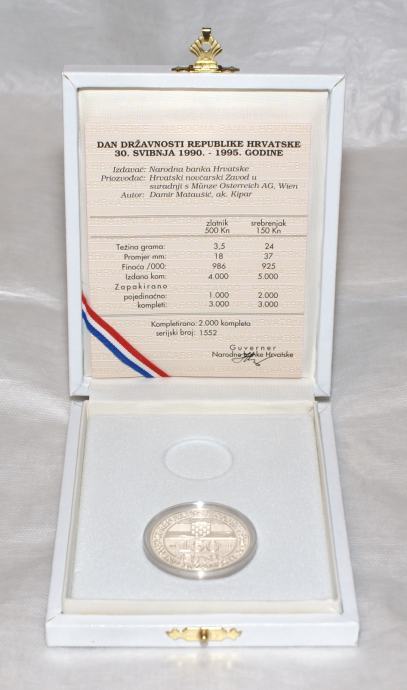 DAN DRŽAVNOSTI REPUBLIKE HRVATSKE
30. SVIBNJA 1990. - 1995. GODINE
Izdavač: Narodna banka Hrvatske
Prizvođač: Hrvatski novčarski Zavod u
suradnji s Münze Osterreich AG, Wien
Autor: Damir Mataušić, ak. Kipar
zlatnik srebrenjak
500 Kn 150 Kn
Težina grama: 3,5 24
Promjer mm: 18 37
Finoća /000: 986 925
Izdano kom: 4.000 5.000
Zapakirano
pojedinačno: 1.000 2.000
kompleti: 3.000 3.000
Kompletirano: 2.000 kompleta
serijski broj: 1552
Guverner
Narodne banke Hrvatske
150